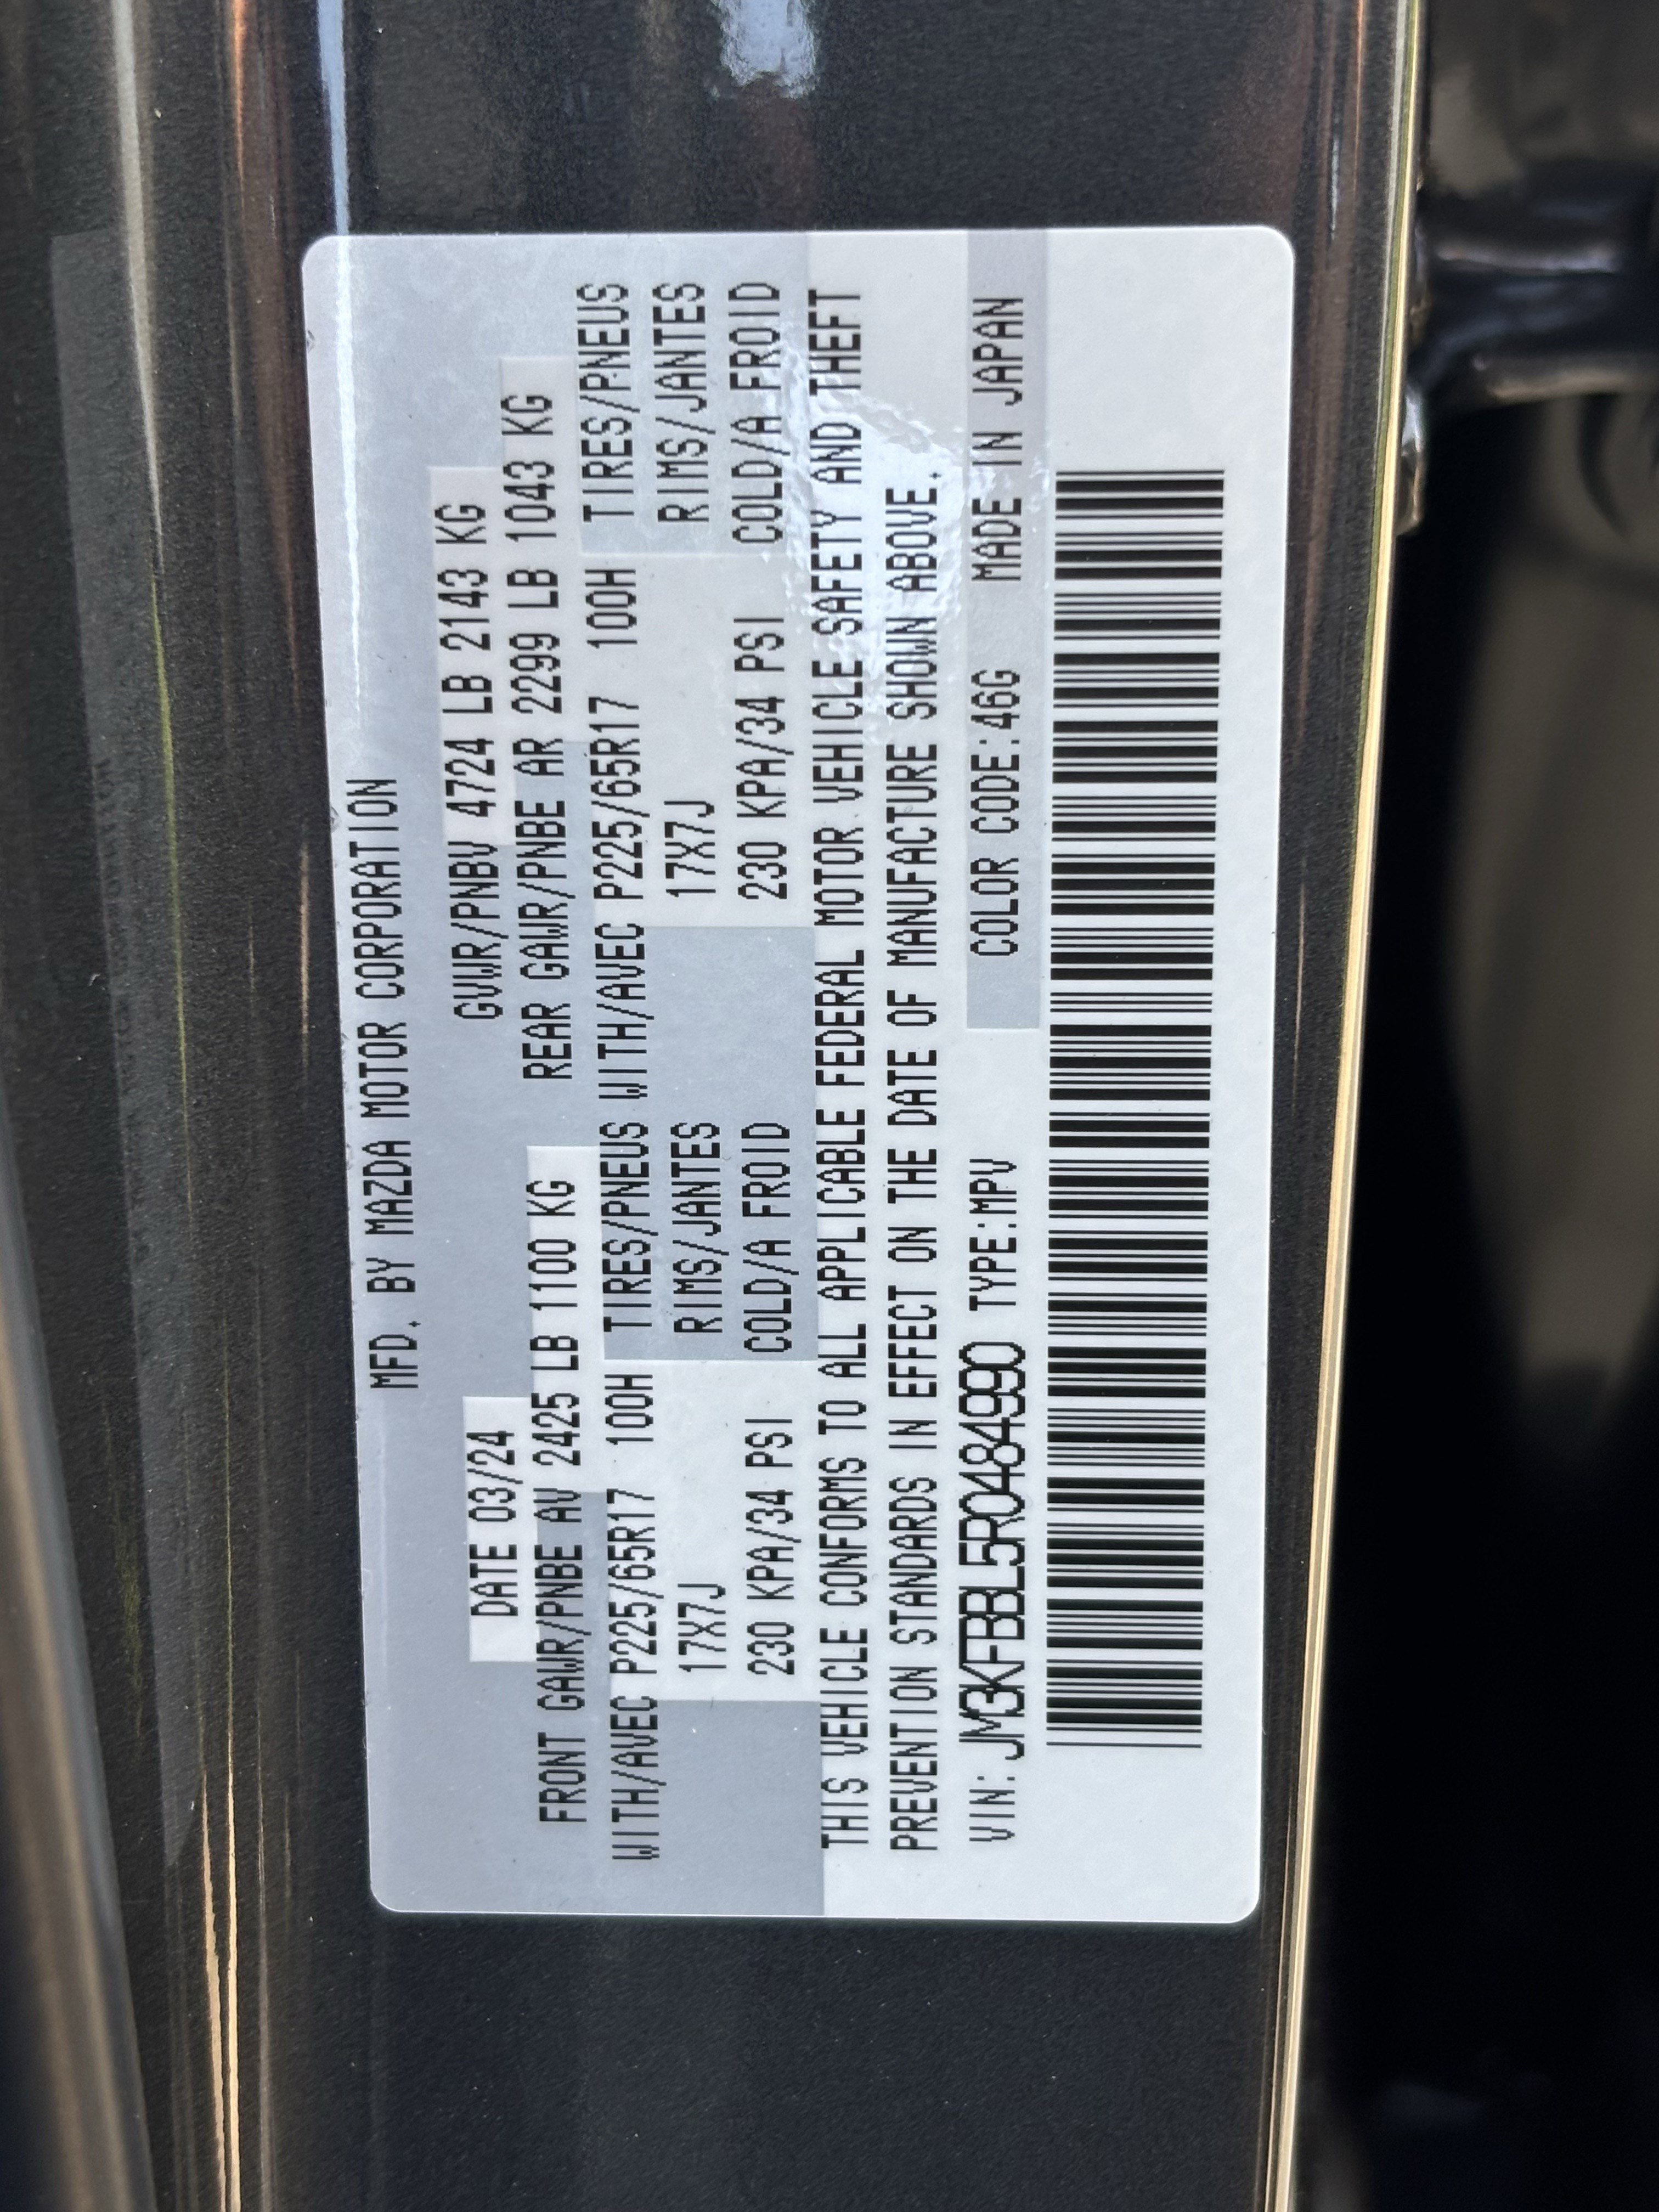 MFD. BY MAZDA MOTOR CORPORATION
DATE 03/24 GVWR/PNBV 4724 LB 2143 KG
FRONT GAWR/PNBE AV 2425 LB 1100 KG REAR GAWR/PNBE AR 2299 LB 1043 KG
WITH/AVEC P225/65R17 100H TIRES/PNEUS WITH/AVEC P225/65R17 100H TIRES/PNEUS
17X7J RIMS/JANTES 17X7J RIMS/JANTES
230 KPA/34 PSI COLD/A FROID 230 KPA/34 PSI COLD/A FROID
THIS VEHICLE CONFORMS TO ALL APPLICABLE FEDERAL MOTOR VEHICLE SAFETY AND THEFT
PREVENTION STANDARDS IN EFFECT ON THE DATE OF MANUFACTURE SHOWN ABOVE.
VIN: JM3KFBBL5R0484990 TYPE:MPV COLOR CODE:46G MADE IN JAPAN